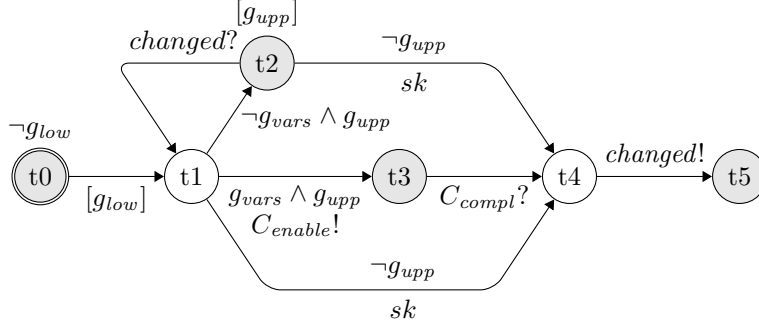 [g_upp]
changed?
¬g_upp
t2
sk
¬g_vars ∧ g_upp
¬g_low
changed!
t0
t1
t3
t4
t5
[g_low]
g_vars ∧ g_upp
C_compl?
C_enable!
¬g_upp
sk